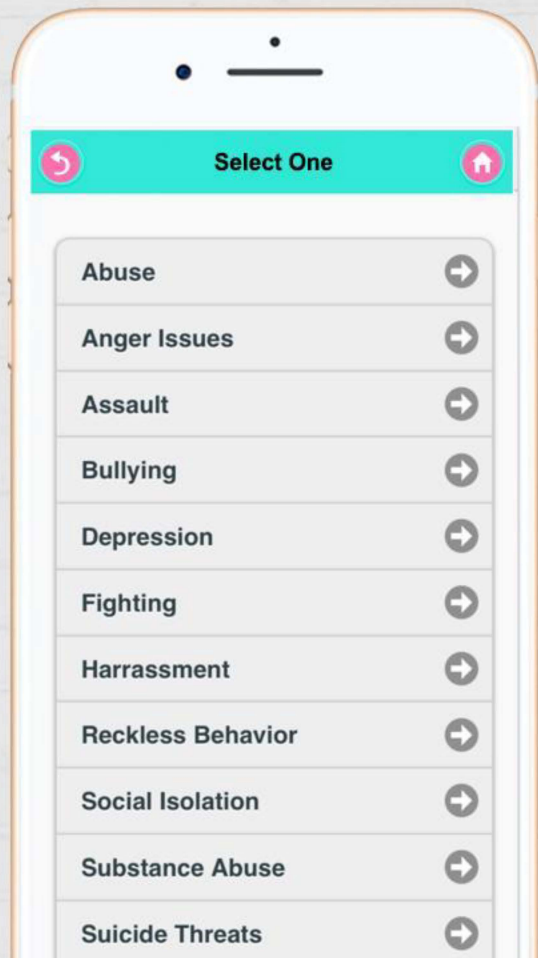 Select One
Abuse
Anger Issues
Assault
Bullying
Depression
Fighting
Harrassment
Reckless Behavior
Social Isolation
Substance Abuse
Suicide Threats